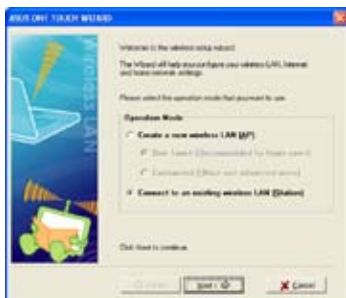 ASUS ONE TOUCH WIZARD
Wireless LAN
Welcome to the wireless setup wizard.
The Wizard will help you configure your wireless LAN, Internet
and home network settings.
Please select the operation mode that you want to use.
Operation Mode
Create a new wireless LAN (AP)
Connect to an existing wireless LAN (Station)
Click Next to continue.
Next
Cancel